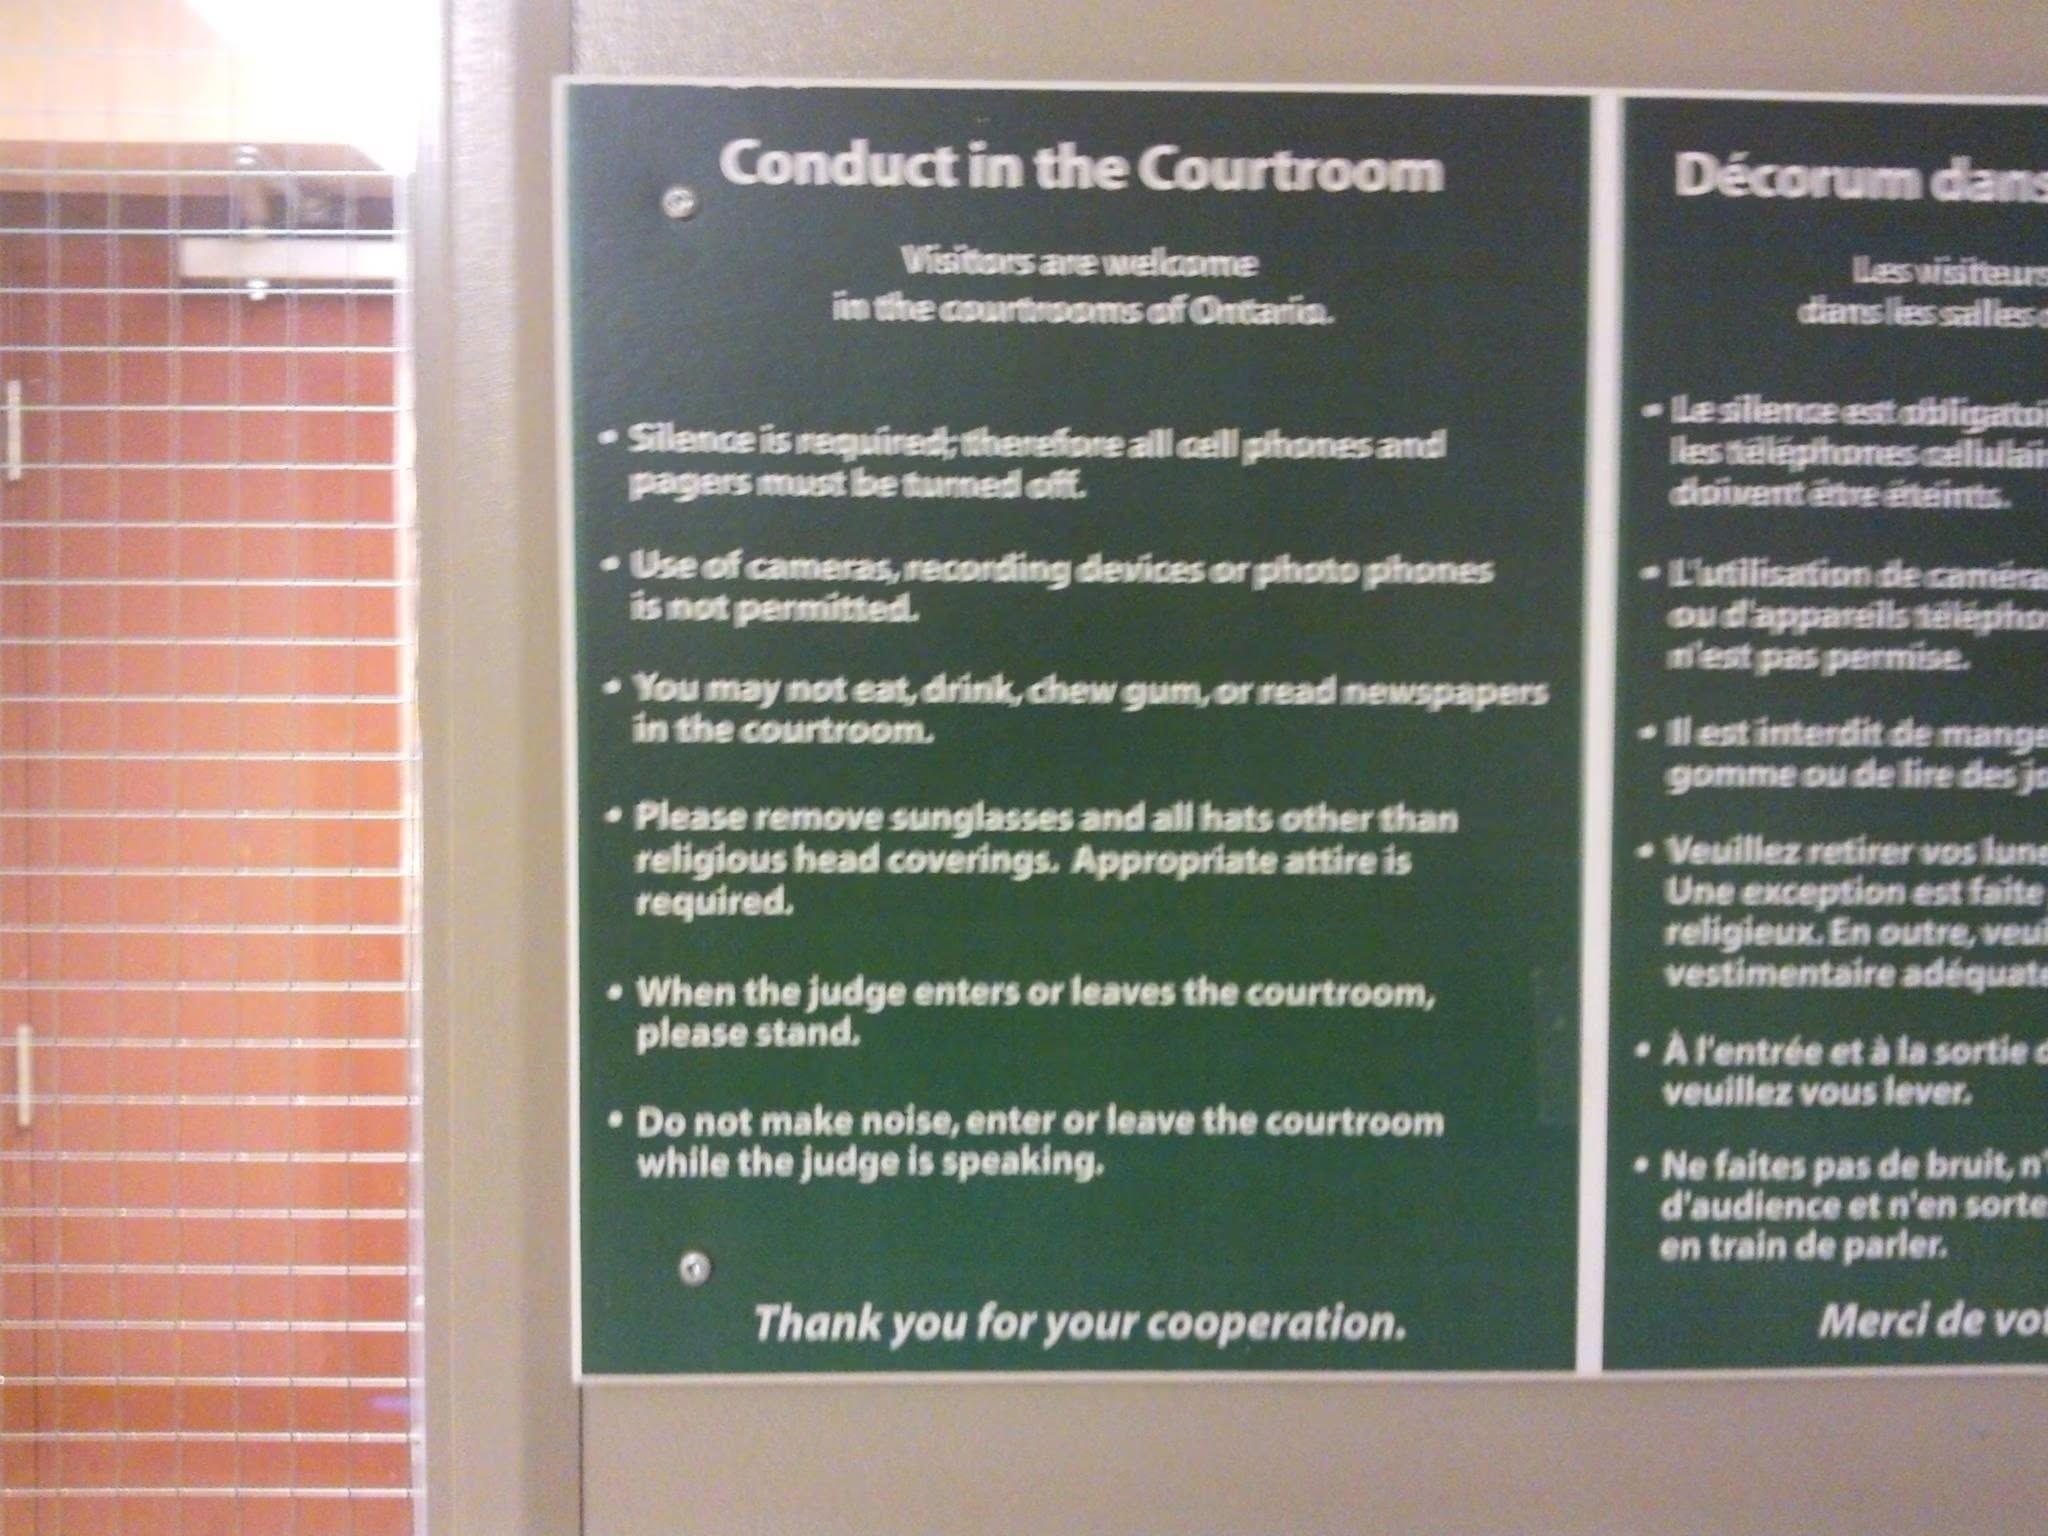 Conduct in the Courtroom
Visitors are welcome
in the courtrooms of Ontario.
• Silence is required; therefore all cell phones and
pagers must be turned off.
• Use of cameras, recording devices or photo phones
is not permitted.
• You may not eat, drink, chew gum, or read newspapers
in the courtroom.
• Please remove sunglasses and all hats other than
religious head coverings. Appropriate attire is
required.
• When the judge enters or leaves the courtroom,
please stand.
• Do not make noise, enter or leave the courtroom
while the judge is speaking.
Thank you for your cooperation.
Décorum dans
Les visiteurs
dans les salles
• Le silence est
les téléphones
doivent être éteints.
• L'utilisation de
ou d'appareils
n'est pas permise.
• Il est interdit de
gomme ou de lire des
• Veuillez retirer vos
Une exception est faite
religieux. En outre,
vestimentaire
• À l'entrée et à la sortie
veuillez vous lever.
• Ne faites pas de bruit,
d'audience et n'en
en train de parler.
Merci de